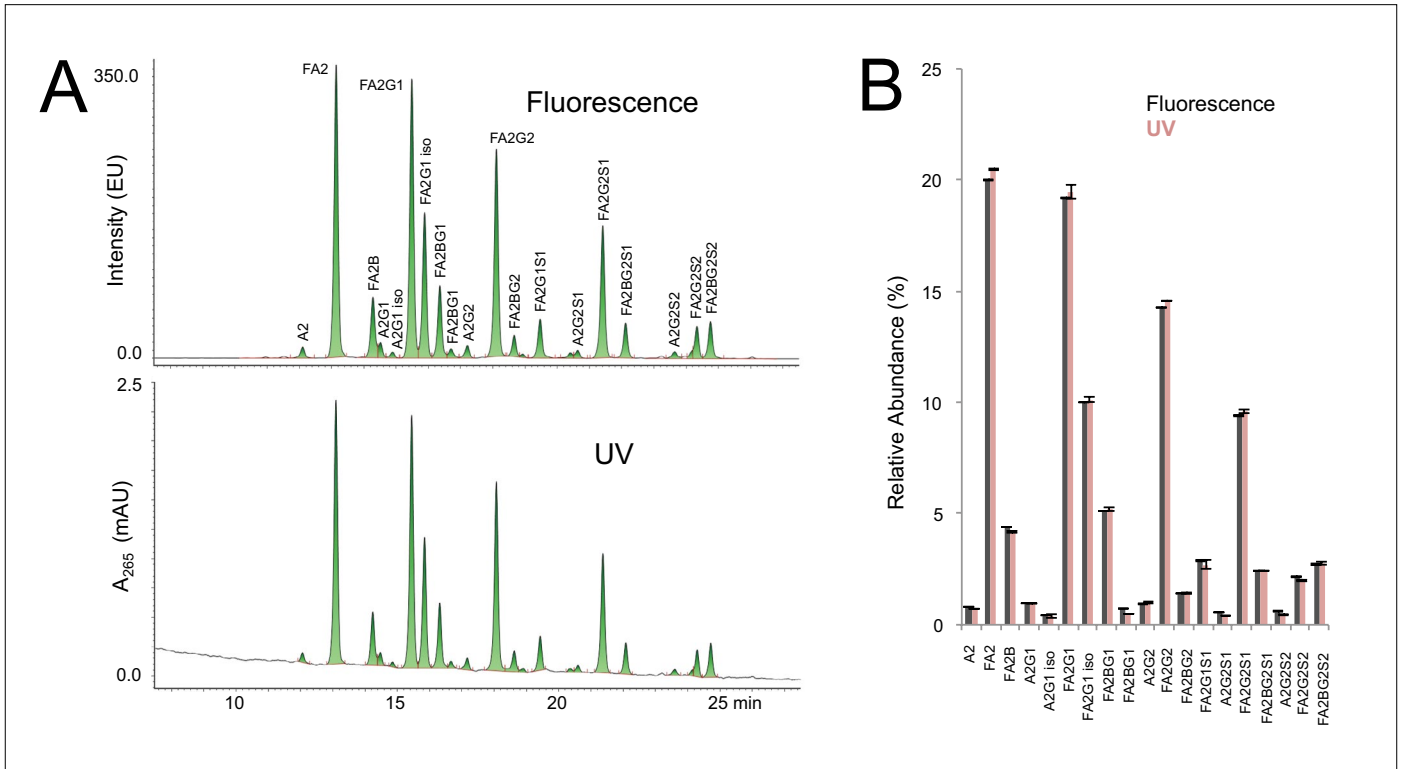 A
350.0
Intensity (EU)
0.0
Fluorescence
A2
FA2
FA2B
A2G1
A2G1 iso
FA2G1
FA2G1 iso
FA2BG1
FA2BG1
A2G2
FA2G2
FA2BG2
FA2G1S1
A2G2S1
FA2G2S1
FA2BG2S1
A2G2S2
FA2G2S2
FA2BG2S2
2.5
A265 (mAU)
0.0
UV
10
15
20
25 min
B
Fluorescence
UV
Relative Abundance (%)
25
20
15
10
5
0
A2
FA2
FA2B
A2G1
A2G1 iso
FA2G1
FA2G1 iso
FA2BG1
FA2BG1
A2G2
FA2G2
FA2BG2
FA2G1S1
A2G2S1
FA2G2S1
FA2BG2S1
A2G2S2
FA2G2S2
FA2BG2S2